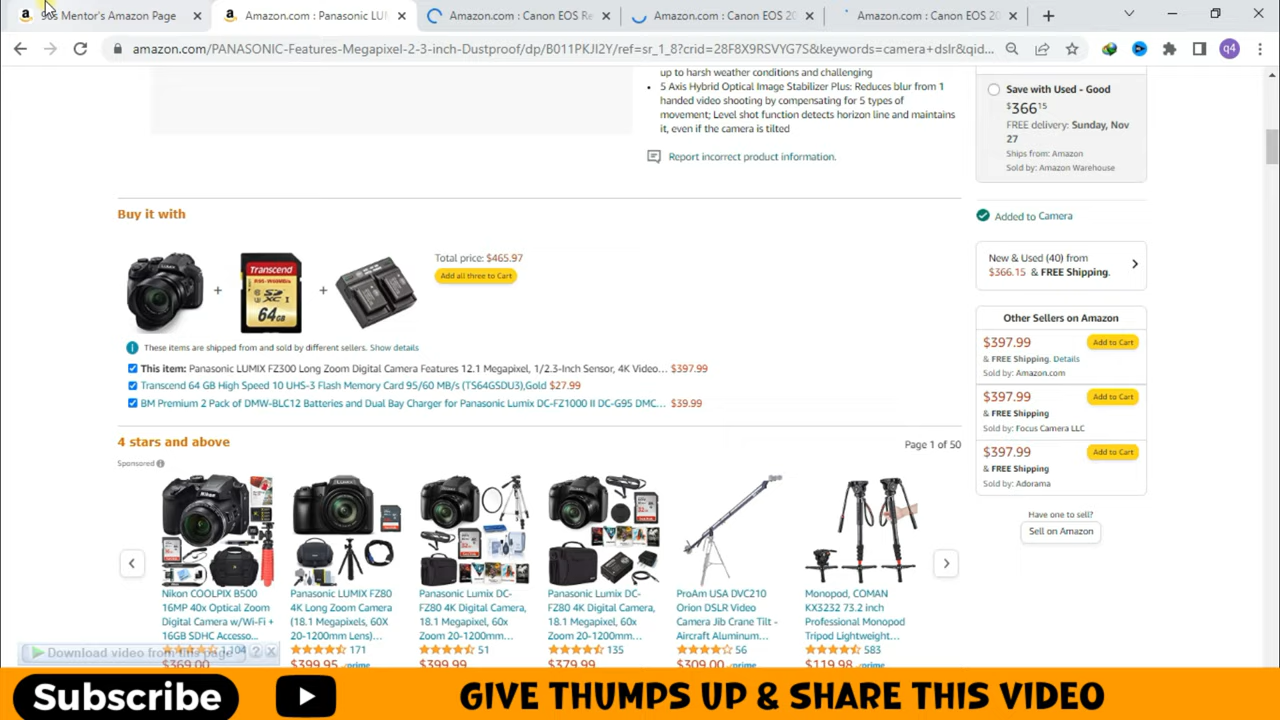 90s Mentor's Amazon Page
Amazon.com : Panasonic LU
Amazon.com : Canon EOS Re
Amazon.com : Canon EOS 20
Amazon.com : Canon EOS 20
amazon.com/PANASONIC-Features-Megapixel-2-3-inch-Dustproof/dp/B011PKJI2Y/ref=sr_1_8?crid=28F8X9RSVYG7S&keywords=camera+dslr&qid...
q4
up to harsh weather conditions and challenging
• 5 Axis Hybrid Optical Image Stabilizer Plus: Reduces blur from 1
handed video shooting by compensating for 5 types of
movement; Level shot function detects horizon line and maintains
it, even if the camera is tilted
Report incorrect product information.
Save with Used - Good
$366 15
FREE delivery: Sunday, Nov
27
Ships from: Amazon
Sold by: Amazon Warehouse
Added to Camera
New & Used (40) from
$366.15 & FREE Shipping.
Buy it with
Transcend
64GB
Total price: $465.97
Add all three to Cart
These items are shipped from and sold by different sellers. Show details
This item: Panasonic LUMIX FZ300 Long Zoom Digital Camera Features 12.1 Megapixel, 1/2.3-Inch Sensor, 4K Video… $397.99
Transcend 64 GB High Speed 10 UHS-3 Flash Memory Card 95/60 MB/s (TS64GSDU3),Gold $27.99
BM Premium 2 Pack of DMW-BLC12 Batteries and Dual Bay Charger for Panasonic Lumix DC-FZ1000 II DC-G95 DMC… $39.99
Other Sellers on Amazon
$397.99
Add to Cart
& FREE Shipping. Details
Sold by: Amazon.com
$397.99
Add to Cart
& FREE Shipping
Sold by: Focus Camera LLC
$397.99
Add to Cart
& FREE Shipping
Sold by: Adorama
Have one to sell?
Sell on Amazon
4 stars and above
Page 1 of 50
Sponsored
Nikon COOLPIX B500
16MP 40x Optical Zoom
Digital Camera w/Wi-Fi +
16GB SDHC Accesso…
1,104
$369.00
Panasonic LUMIX FZ80
4K Long Zoom Camera
(18.1 Megapixels, 60X
20-1200mm Lens)…
171
$399.95 prime
Panasonic Lumix DC-
FZ80 4K Digital Camera,
18.1 Megapixel, 60x
Zoom 20-1200mm…
51
$399.99
Panasonic Lumix DC-
FZ80 4K Digital Camera,
18.1 Megapixel, 60x
Zoom 20-1200mm…
135
$379.99 prime
ProAm USA DVC210
Orion DSLR Video
Camera Jib Crane Tilt -
Aircraft Aluminum…
56
$309.00 prime
Monopod, COMAN
KX3232 73.2 inch
Professional Monopod
Tripod Lightweight…
583
$119.98 prime
Download video from this page
Subscribe
GIVE THUMPS UP & SHARE THIS VIDEO